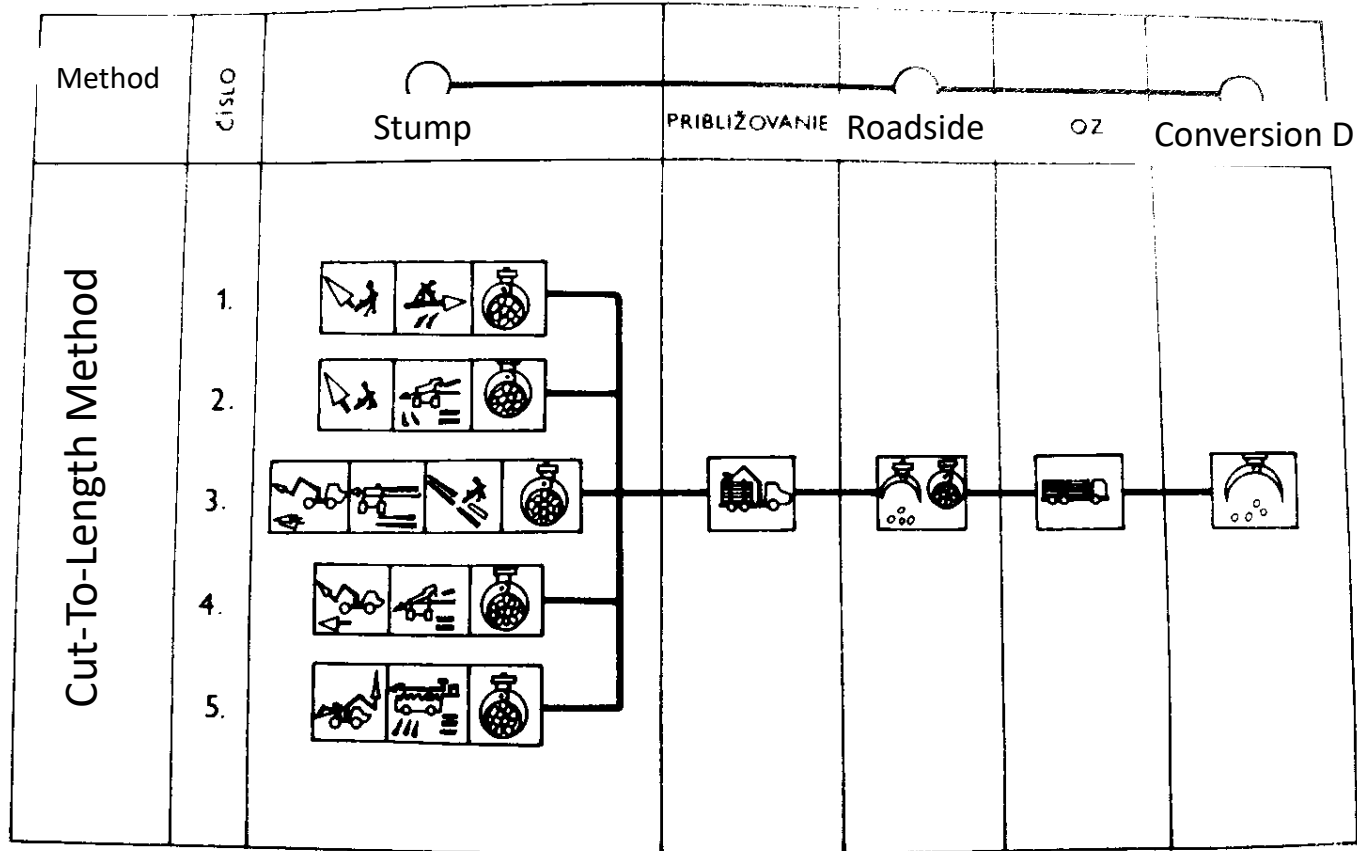 Method
ČÍSLO
Stump
PRIBLIŽOVANIE
Roadside
OZ
Conversion D
Cut-To-Length Method
1.
2.
3.
4.
5.